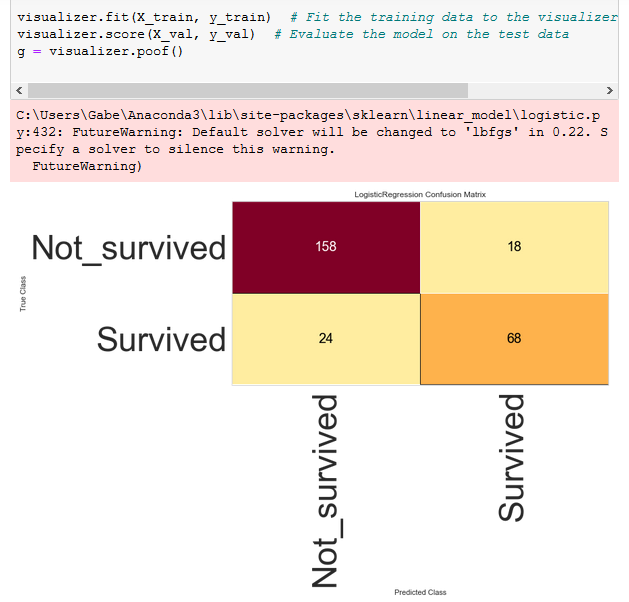 visualizer.fit(X_train, y_train)  # Fit the training data to the visualizer
visualizer.score(X_val, y_val)  # Evaluate the model on the test data
g = visualizer.poof()
C:\Users\Gabe\Anaconda3\lib\site-packages\sklearn\linear_model\logistic.p
y:432: FutureWarning: Default solver will be changed to 'lbfgs' in 0.22. S
pecify a solver to silence this warning.
  FutureWarning)
LogisticRegression Confusion Matrix
Not_survived 158 18
True Class
Survived 24 68
Not_survived
Survived
Predicted Class